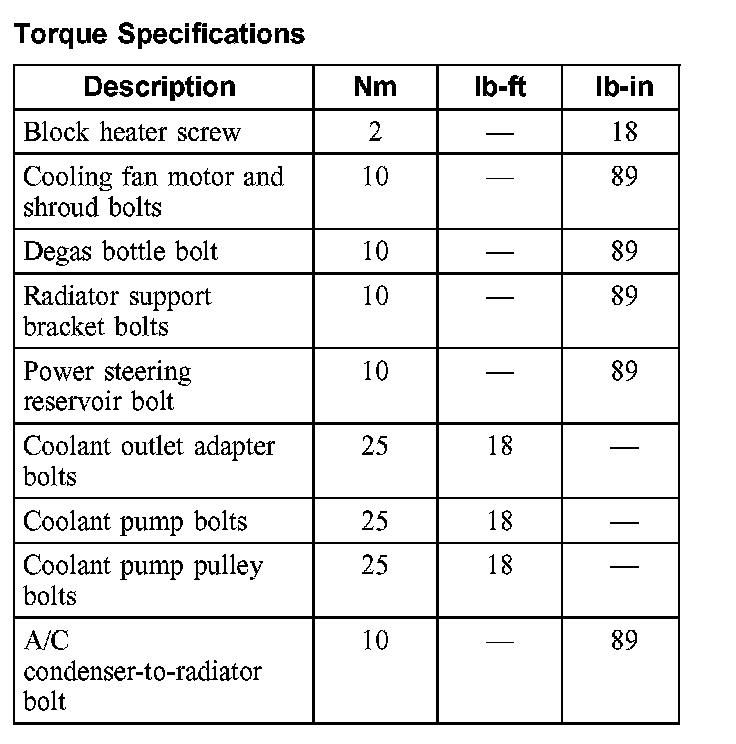 Torque Specifications
Description Nm lb-ft lb-in
Block heater screw 2 — 18
Cooling fan motor and 10 — 89
shroud bolts
Degas bottle bolt 10 — 89
Radiator support 10 — 89
bracket bolts
Power steering 10 — 89
reservoir bolt
Coolant outlet adapter 25 18 —
bolts
Coolant pump bolts 25 18 —
Coolant pump pulley 25 18 —
bolts
A/C 10 — 89
condenser-to-radiator
bolt